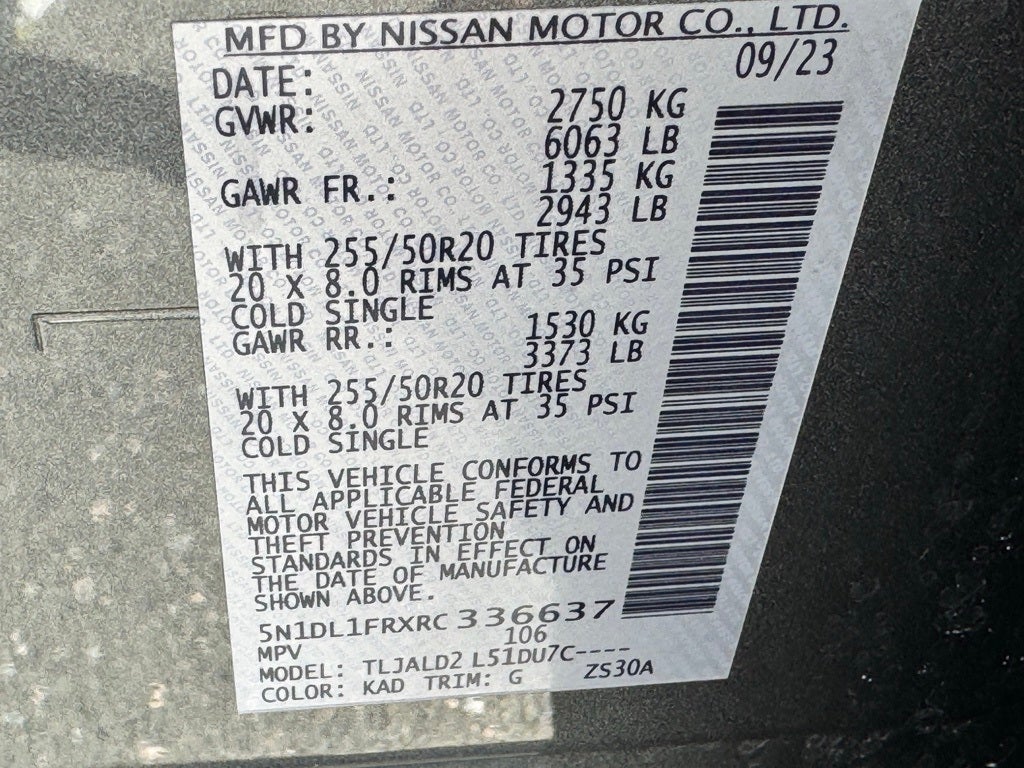 MFD BY NISSAN MOTOR CO., LTD.
DATE: 09/23
GVWR: 2750 KG
6063 LB
GAWR FR.: 1335 KG
2943 LB
WITH 255/50R20 TIRES
20 X 8.0 RIMS AT 35 PSI
COLD SINGLE
GAWR RR.: 1530 KG
3373 LB
WITH 255/50R20 TIRES
20 X 8.0 RIMS AT 35 PSI
COLD SINGLE
THIS VEHICLE CONFORMS TO
ALL APPLICABLE FEDERAL
MOTOR VEHICLE SAFETY AND
THEFT PREVENTION
STANDARDS IN EFFECT ON
THE DATE OF MANUFACTURE
SHOWN ABOVE.
5N1DL1FRXRC336637
MPV 106
MODEL: TLJALD2 L51DU7C----
COLOR: KAD TRIM: G ZS30A